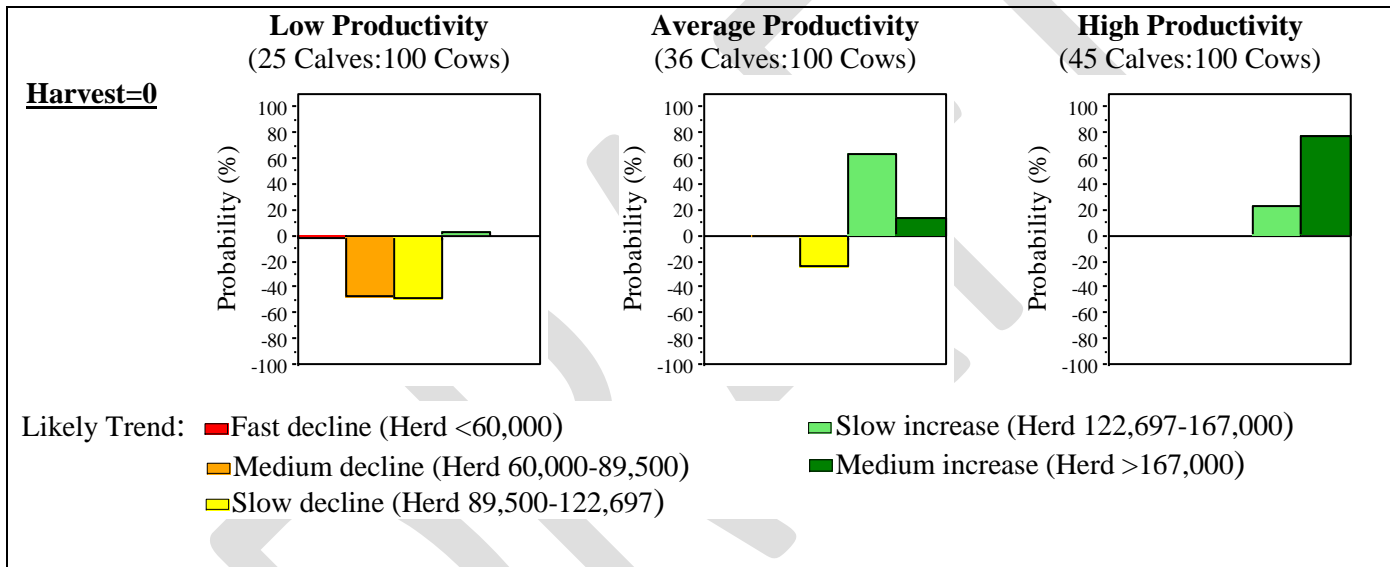 Low Productivity
(25 Calves:100 Cows)
Average Productivity
(36 Calves:100 Cows)
High Productivity
(45 Calves:100 Cows)
Harvest=0
Probability (%)
100
80
60
40
20
0
-20
-40
-60
-80
-100
Probability (%)
100
80
60
40
20
0
-20
-40
-60
-80
-100
Probability (%)
100
80
60
40
20
0
-20
-40
-60
-80
-100
Likely Trend:
Fast decline (Herd <60,000)
Medium decline (Herd 60,000-89,500)
Slow decline (Herd 89,500-122,697)
Slow increase (Herd 122,697-167,000)
Medium increase (Herd >167,000)